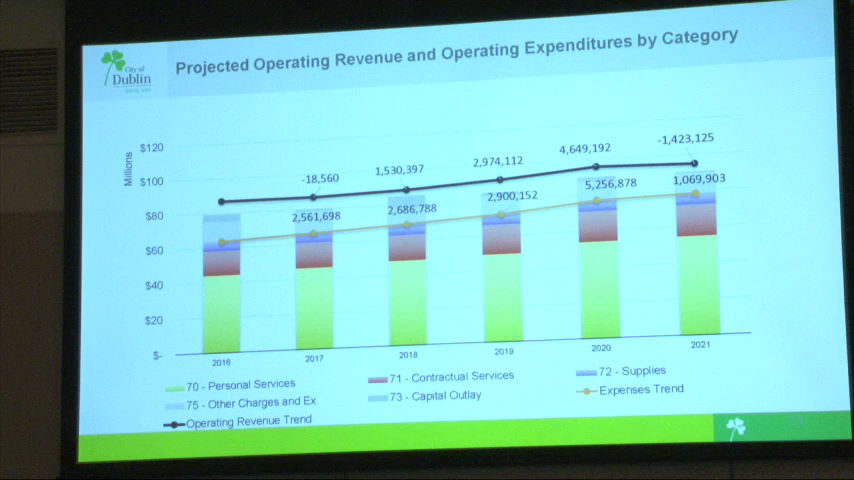 City of
Dublin
Projected Operating Revenue and Operating Expenditures by Category
Millions
$120
$100
$80
$60
$40
$20
$-
-18,560
1,530,397
2,974,112
4,649,192
-1,423,125
2,561,698
2,686,788
2,900,152
5,256,878
1,069,903
2016
2017
2018
2019
2020
2021
70 - Personal Services
71 - Contractual Services
72 - Supplies
75 - Other Charges and Ex
73 - Capital Outlay
Expenses Trend
Operating Revenue Trend